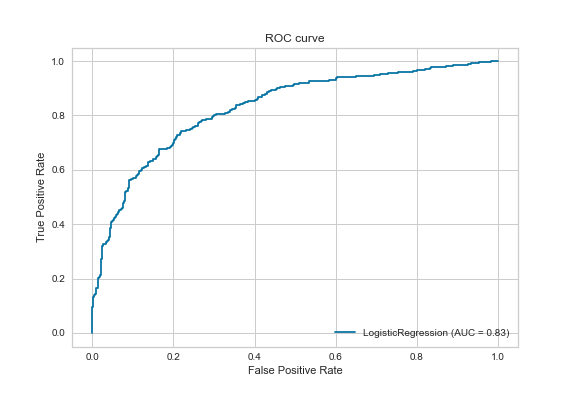 ROC curve
1.0
0.8
0.6
0.4
0.2
0.0
True Positive Rate
LogisticRegression (AUC = 0.83)
0.0 0.2 0.4 0.6 0.8 1.0
False Positive Rate